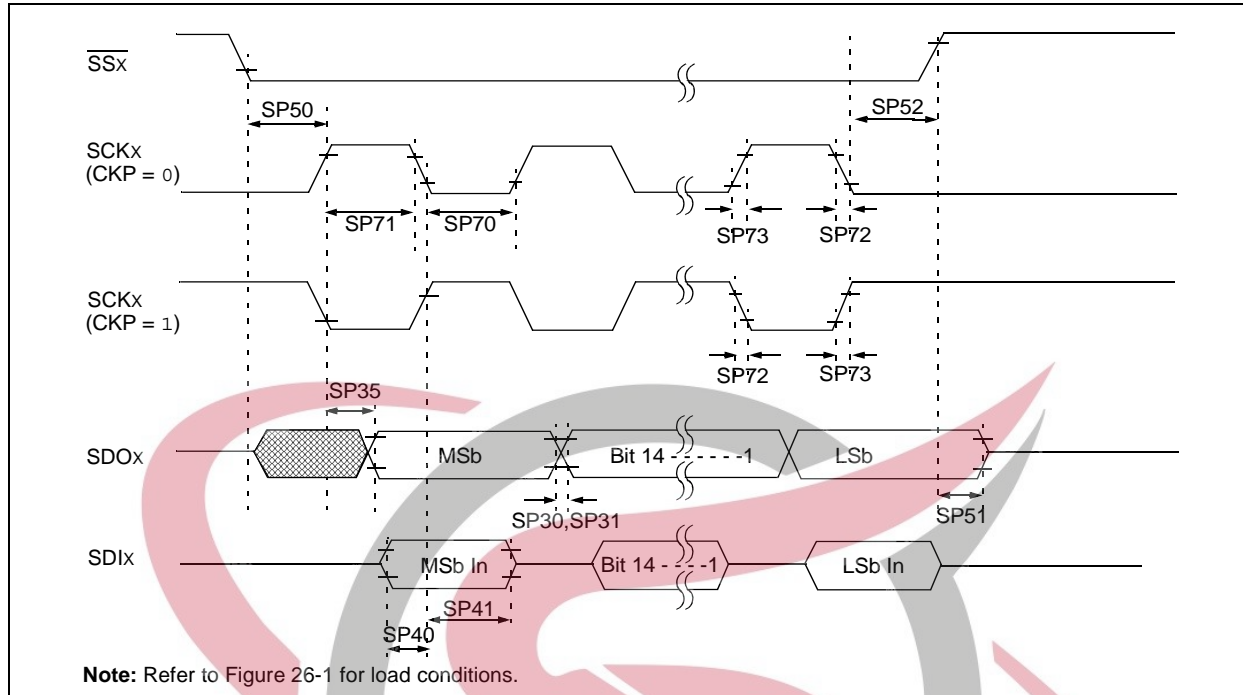 SSX
SP50
SP52
SCKX
(CKP = 0)
SP71
SP70
SP73
SP72
SCKX
(CKP = 1)
SP72
SP73
SP35
SDOX
MSb
Bit 14 - - - - - -1
LSb
SP30,SP31
SP51
SDIX
MSb In
Bit 14 - - - -1
LSb In
SP41
SP40
Note: Refer to Figure 26-1 for load conditions.